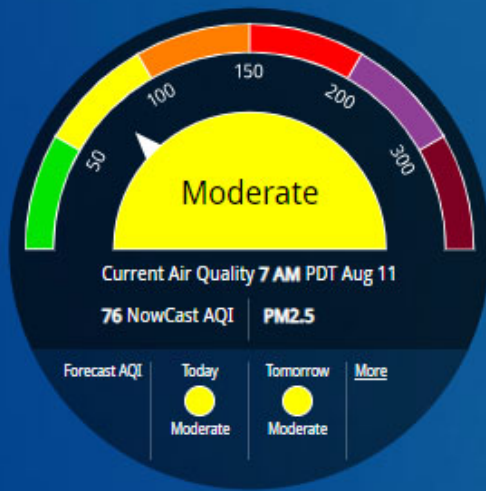 50
100
150
200
300
Moderate
Current Air Quality 7 AM PDT Aug 11
76 NowCast AQI PM2.5
Forecast AQI Today Tomorrow More
Moderate Moderate